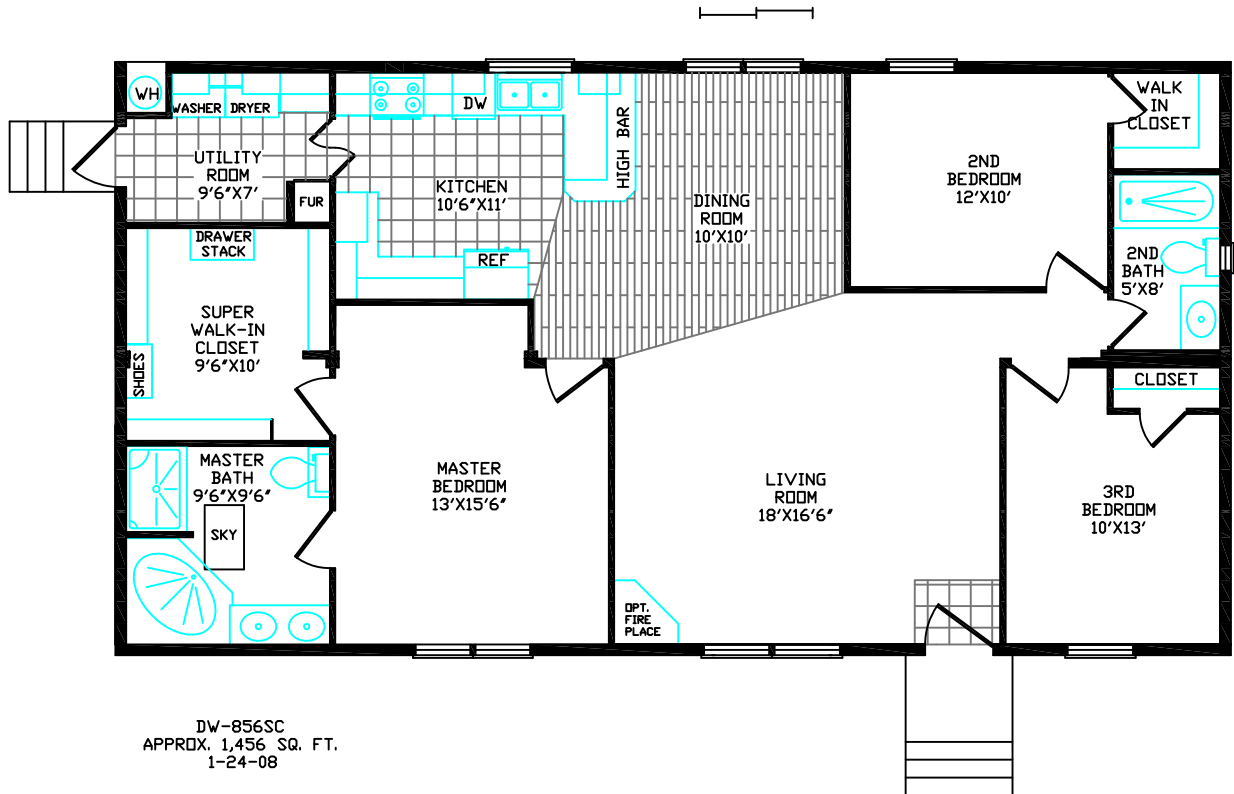 WH
WASHER
DRYER
DW
HIGH BAR
WALK
IN
CLOSET
UTILITY
ROOM
9'6"X7'
FUR
KITCHEN
10'6"X11'
REF
DINING
ROOM
10'X10'
2ND
BEDROOM
12'X10'
2ND
BATH
5'X8'
DRAWER
STACK
SUPER
WALK-IN
CLOSET
9'6"X10'
SHOES
CLOSET
MASTER
BATH
9'6"X9'6"
SKY
MASTER
BEDROOM
13'X15'6"
LIVING
ROOM
18'X16'6"
3RD
BEDROOM
10'X13'
OPT.
FIRE
PLACE
DW-856SC
APPROX. 1,456 SQ. FT.
1-24-08